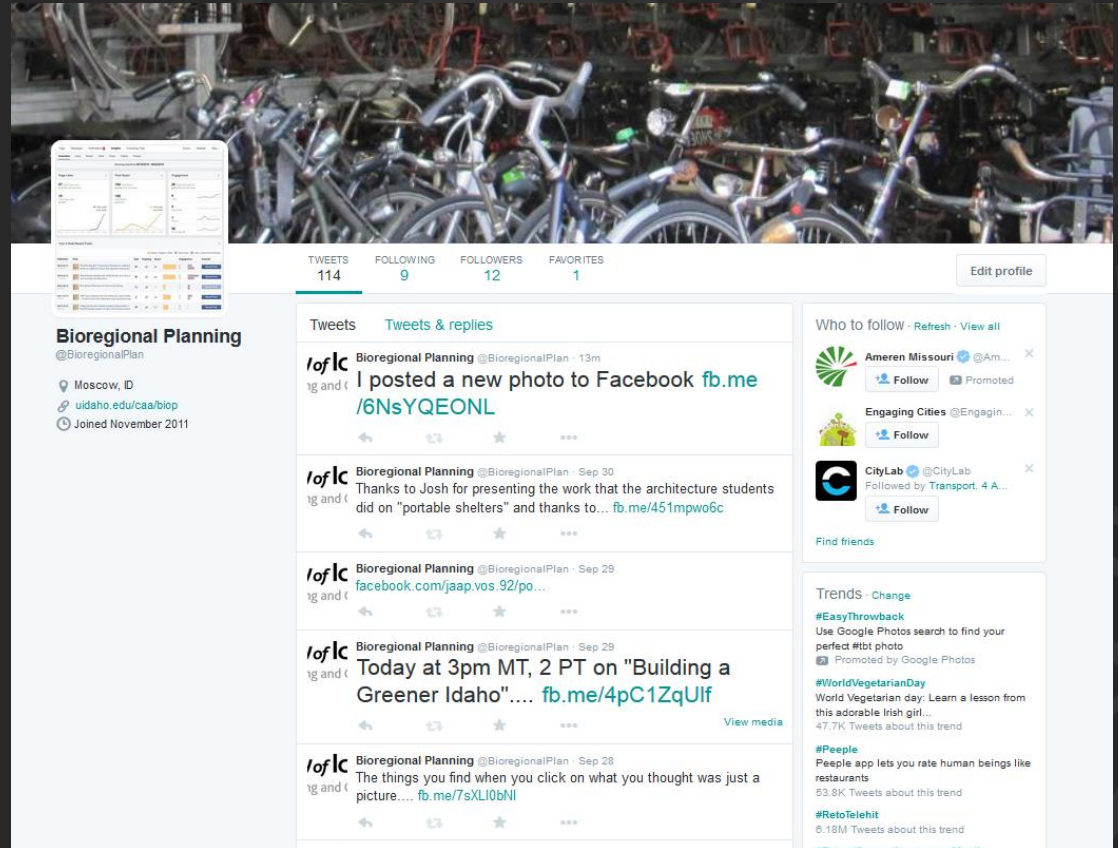 TWEETS FOLLOWING FOLLOWERS FAVORITES
114 9 12 1
Edit profile
Bioregional Planning
@BioregionalPlan
Moscow, ID
uidaho.edu/caa/biop
Joined November 2011
Tweets Tweets & replies
Bioregional Planning @BioregionalPlan · 13m
I posted a new photo to Facebook fb.me
/6NsYQEONL
Bioregional Planning @BioregionalPlan · Sep 30
Thanks to Josh for presenting the work that the architecture students
did on "portable shelters" and thanks to... fb.me/451mpwo6c
Bioregional Planning @BioregionalPlan · Sep 29
facebook.com/jaap.vos.92/po...
Bioregional Planning @BioregionalPlan · Sep 29
Today at 3pm MT, 2 PT on "Building a
Greener Idaho".... fb.me/4pC1ZqUlf
View media
Bioregional Planning @BioregionalPlan · Sep 28
The things you find when you click on what you thought was just a
picture.... fb.me/7sXLl0bNl
Who to follow · Refresh · View all
Ameren Missouri @Am...
Follow Promoted
Engaging Cities @Engagin...
Follow
CityLab @CityLab
Followed by Transport. 4 A...
Follow
Find friends
Trends · Change
#EasyThrowback
Use Google Photos search to find your
perfect #tbt photo
Promoted by Google Photos
#WorldVegetarianDay
World Vegetarian day: Learn a lesson from
this adorable Irish girl...
47.7K Tweets about this trend
#Peeple
Peeple app lets you rate human beings like
restaurants
53.8K Tweets about this trend
#RetoTelehit
6.18M Tweets about this trend